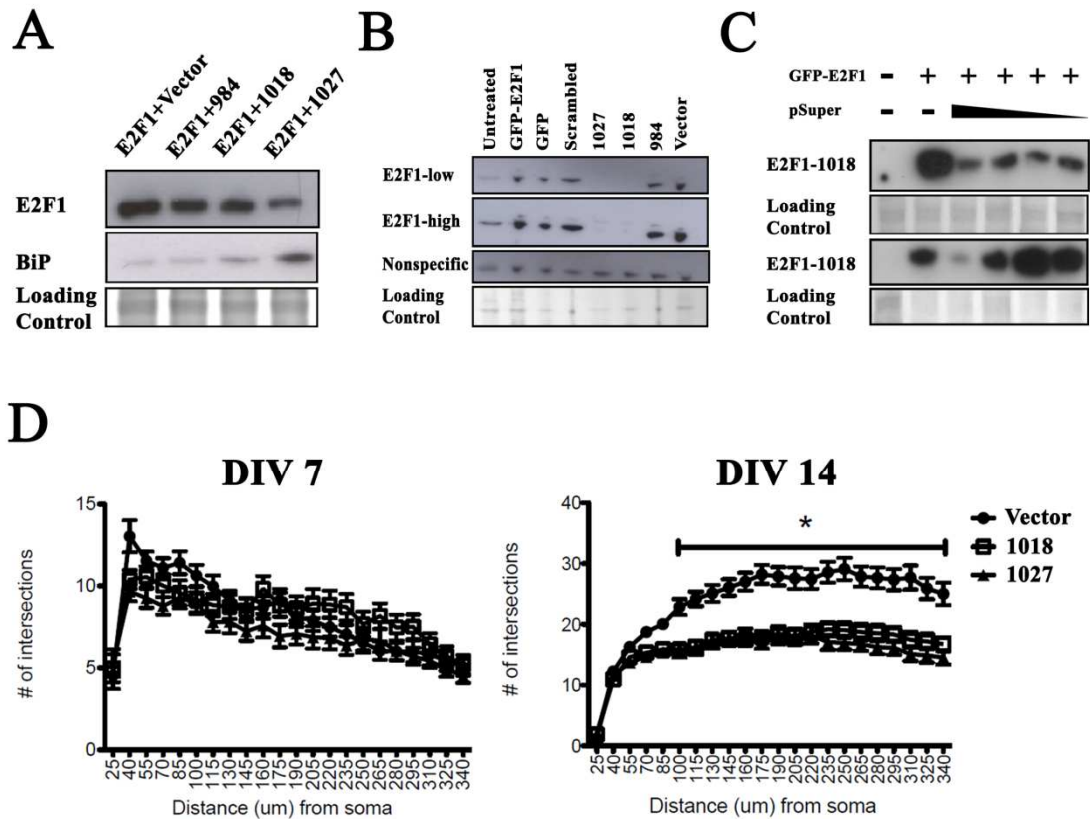 A
E2F1+Vector
E2F1+984
E2F1+1018
E2F1+1027
E2F1
BiP
Loading
Control
B
Untreated
GFP-E2F1
GFP
Scrambled
1027
1018
984
Vector
E2F1-low
E2F1-high
Nonspecific
Loading
Control
C
GFP-E2F1 - + + + + +
pSuper - -
E2F1-1018
Loading
Control
E2F1-1018
Loading
Control
D
DIV 7
15
10
5
0
# of intersections
25 40 55 70 85 100 115 130 145 160 175 190 205 220 235 250 265 280 295 310 325 340
Distance (um) from soma
DIV 14
40
30
20
10
0
# of intersections
*
25 40 55 70 85 100 115 130 145 160 175 190 205 220 235 250 265 280 295 310 325 340
Distance (um) from soma
Vector
1018
1027